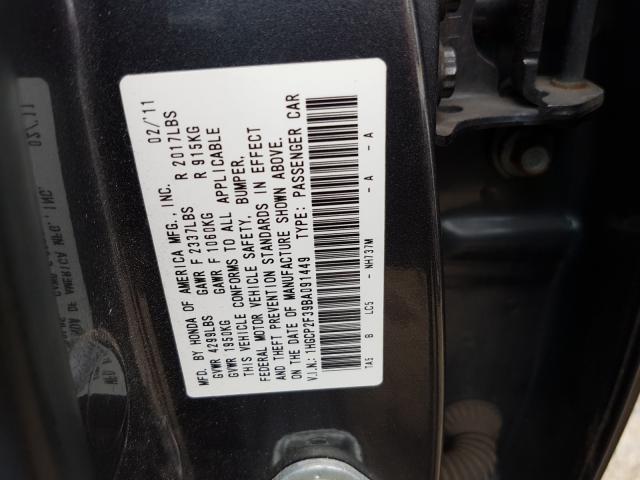 MFD. BY HONDA OF AMERICA MFG., INC. 02/'11
GVWR 4299LBS GAWR F 2337LBS R 2017LBS
GVWR 1950KG GAWR F 1060KG R 915KG
THIS VEHICLE CONFORMS TO ALL APPLICABLE
FEDERAL MOTOR VEHICLE SAFETY, BUMPER,
AND THEFT PREVENTION STANDARDS IN EFFECT
ON THE DATE OF MANUFACTURE SHOWN ABOVE.
V.I.N.: 1HGCP2F39BA091449 TYPE: PASSENGER CAR
TA5 B LC5 - NH737M - A - A